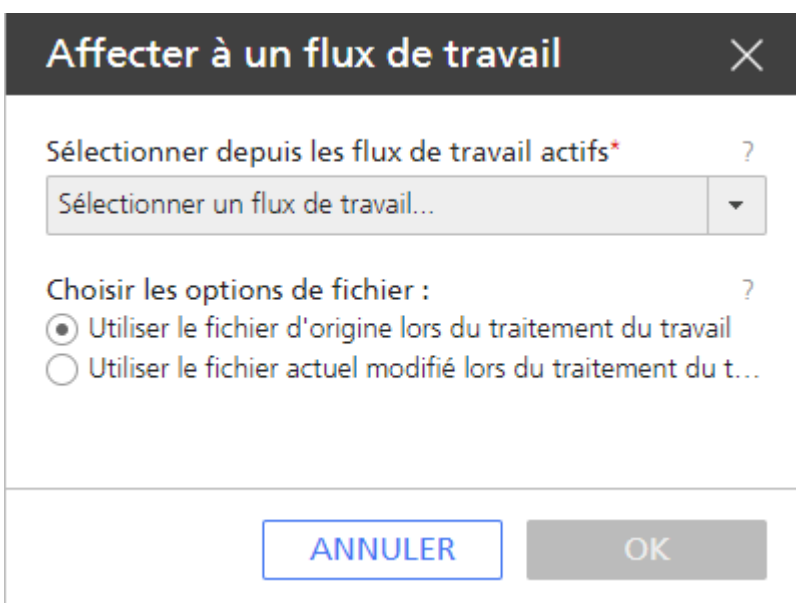 Affecter à un flux de travail
Sélectionner depuis les flux de travail actifs* ?
Sélectionner un flux de travail...
Choisir les options de fichier : ?
Utiliser le fichier d'origine lors du traitement du travail
Utiliser le fichier actuel modifié lors du traitement du t...
ANNULER OK